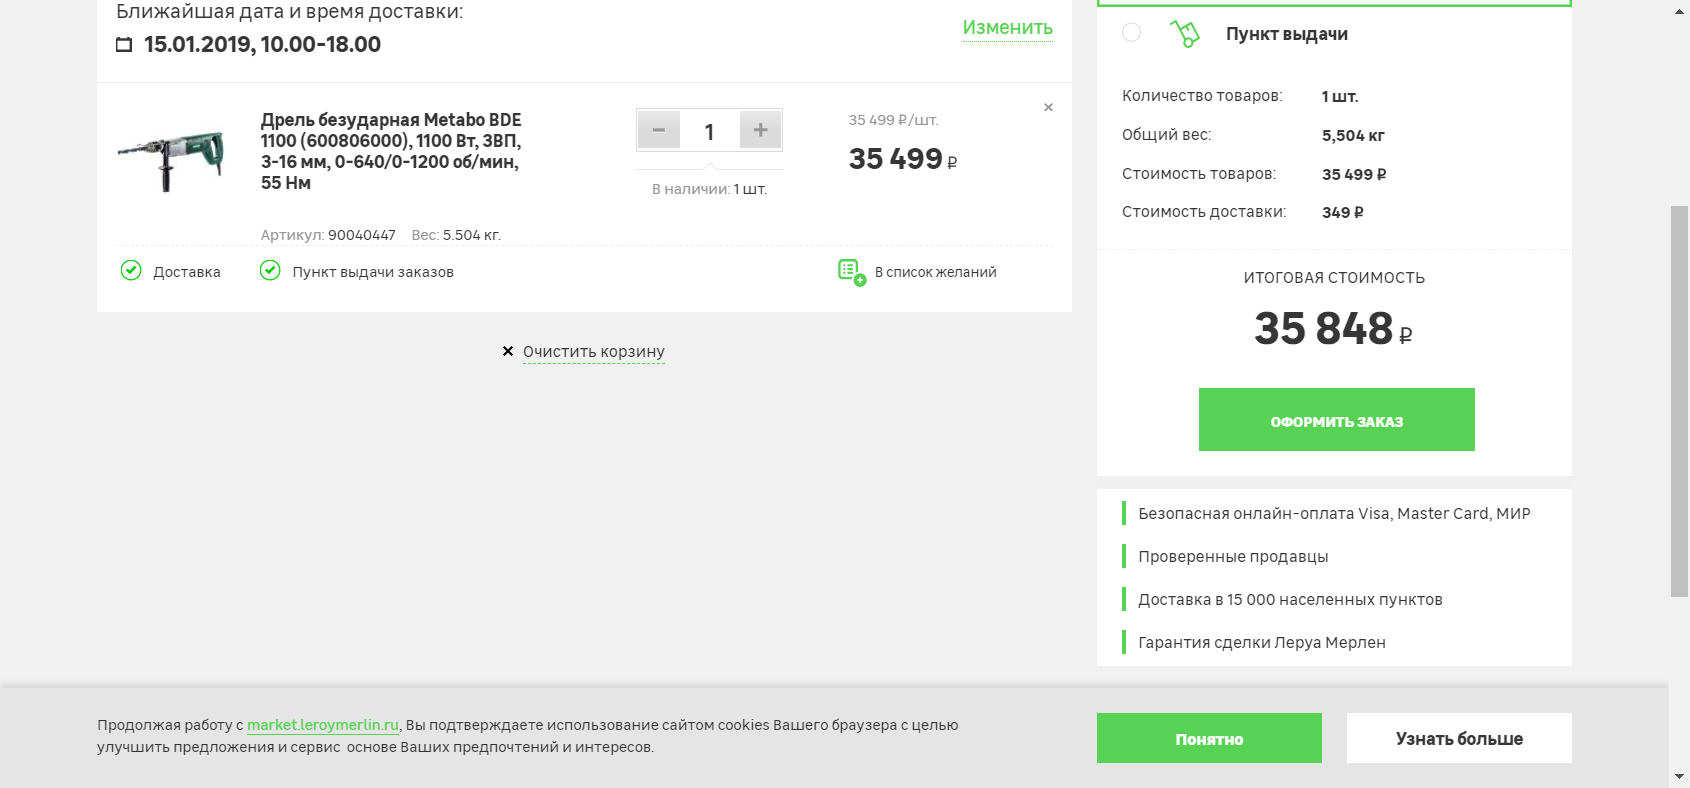 Ближайшая дата и время доставки:
15.01.2019, 10.00-18.00
Изменить
Дрель безударная Metabo BDE
1100 (600806000), 1100 Вт, ЗВП,
3-16 мм, 0-640/0-1200 об/мин,
55 Нм
Артикул: 90040447 Вес: 5.504 кг.
− 1 +
В наличии: 1 шт.
35 499 ₽/шт.
35 499 ₽
×
Доставка
Пункт выдачи заказов
В список желаний
× Очистить корзину
Пункт выдачи
Количество товаров: 1 шт.
Общий вес: 5,504 кг
Стоимость товаров: 35 499 ₽
Стоимость доставки: 349 ₽
ИТОГОВАЯ СТОИМОСТЬ
35 848 ₽
ОФОРМИТЬ ЗАКАЗ
Безопасная онлайн-оплата Visa, Master Card, МИР
Проверенные продавцы
Доставка в 15 000 населенных пунктов
Гарантия сделки Леруа Мерлен
Продолжая работу с market.leroymerlin.ru, Вы подтверждаете использование сайтом cookies Вашего браузера с целью
улучшить предложения и сервис основе Ваших предпочтений и интересов.
Понятно
Узнать больше